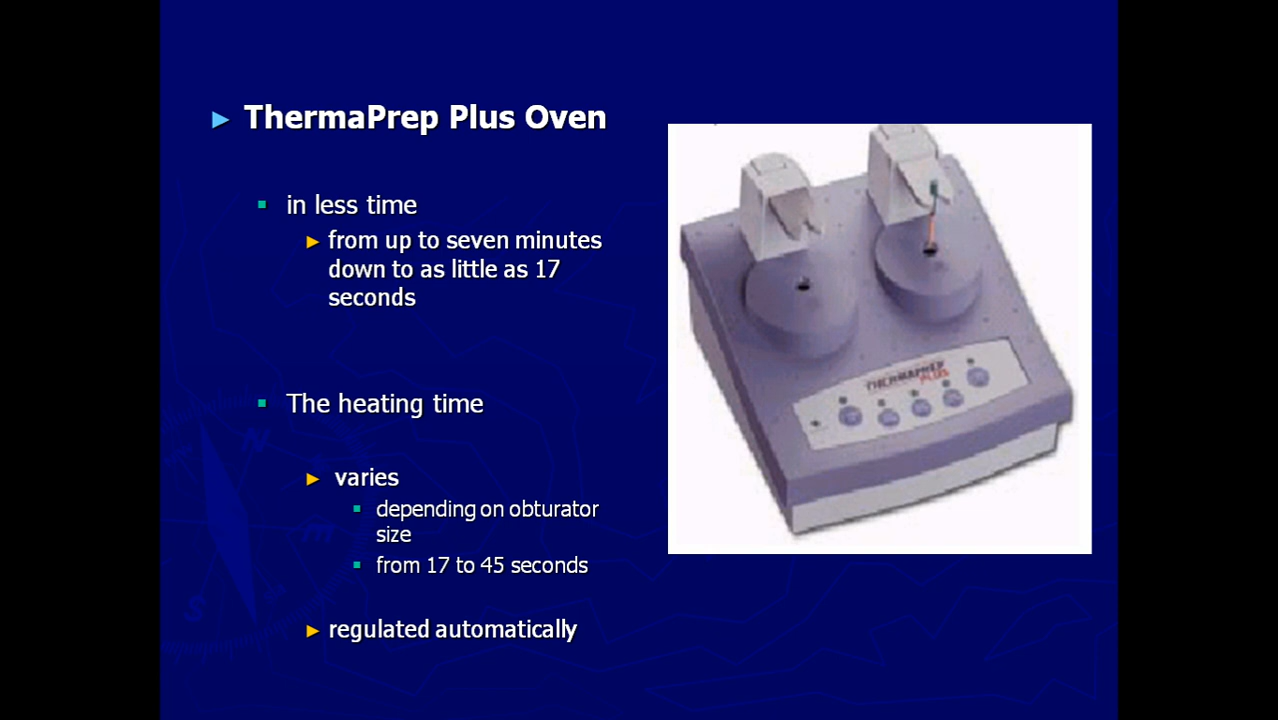 ThermaPrep Plus Oven
in less time
from up to seven minutes
down to as little as 17
seconds
The heating time
varies
depending on obturator
size
from 17 to 45 seconds
regulated automatically
THERMAPREP
PLUS
N
S